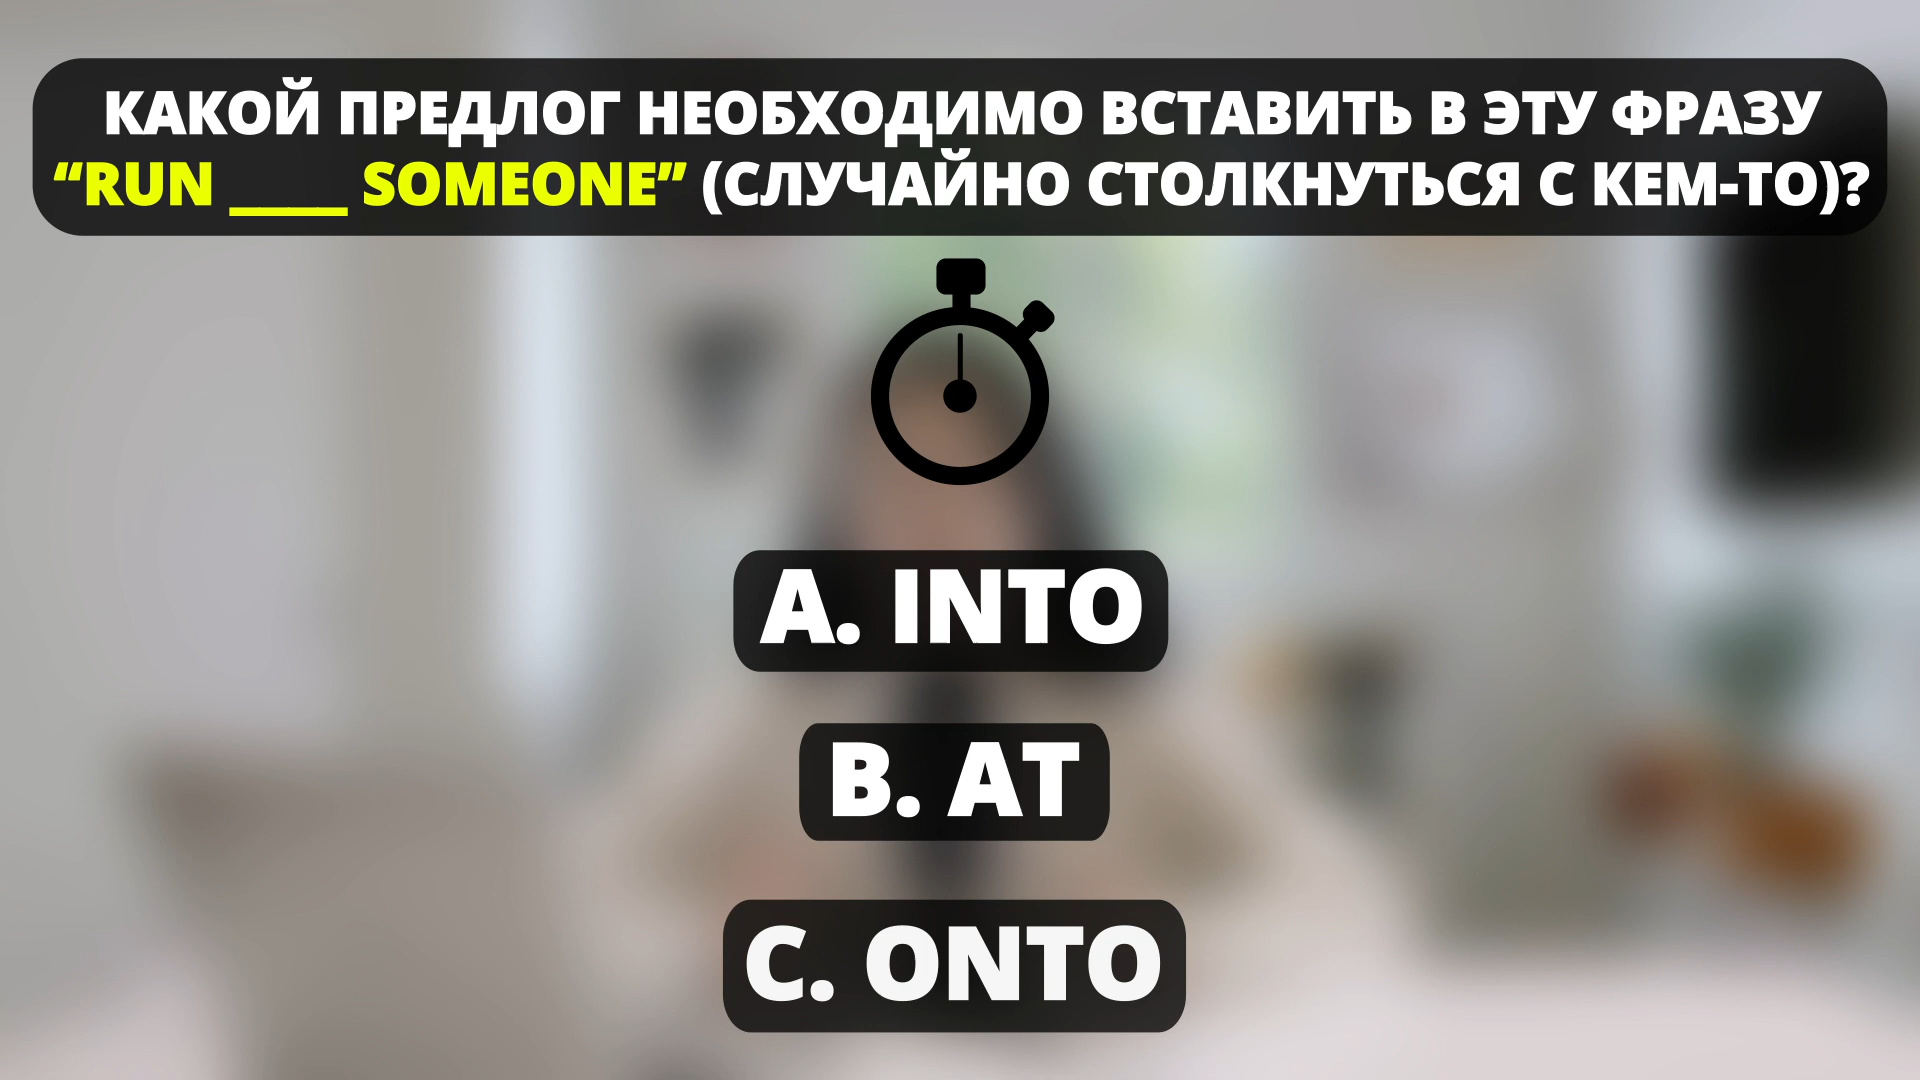 КАКОЙ ПРЕДЛОГ НЕОБХОДИМО ВСТАВИТЬ В ЭТУ ФРАЗУ
“RUN ____ SOMEONE” (СЛУЧАЙНО СТОЛКНУТЬСЯ С КЕМ-ТО)?
A. INTO
B. AT
C. ONTO